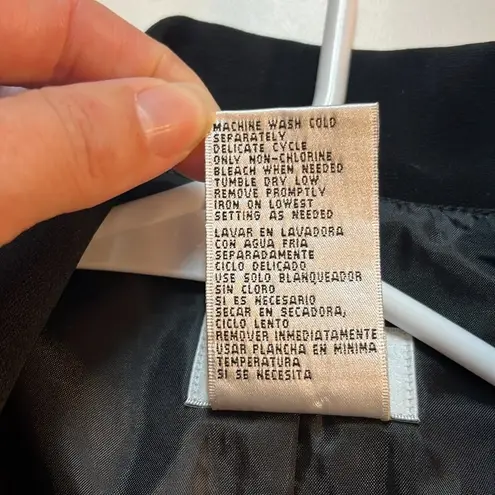 MACHINE WASH COLD
SEPARATELY
DELICATE CYCLE
ONLY NON-CHLORINE
BLEACH WHEN NEEDED
TUMBLE DRY LOW
REMOVE PROMPTLY
IRON ON LOWEST
SETTING AS NEEDED
LAVAR EN LAVADORA
CON AGUA FRIA
SEPARADAMENTE
CICLO DELICADO
USE SOLO BLANQUEADOR
SIN CLORO
SI ES NECESARIO
SECAR EN SECADORA,
CICLO LENTO
REMOVER INMEDIATAMENTE
USAR PLANCHA EN MINIMA
TEMPERATURA
SI SE NECESITA